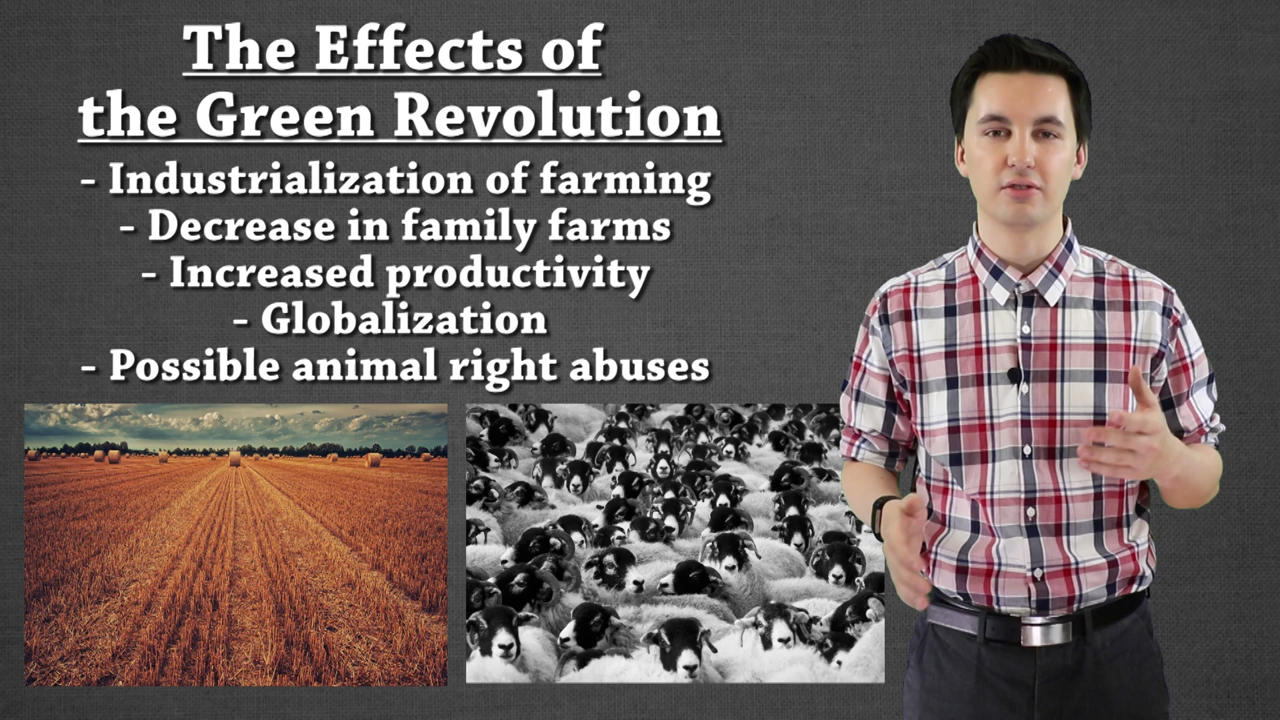 The Effects of
the Green Revolution
- Industrialization of farming
- Decrease in family farms
- Increased productivity
- Globalization
- Possible animal right abuses